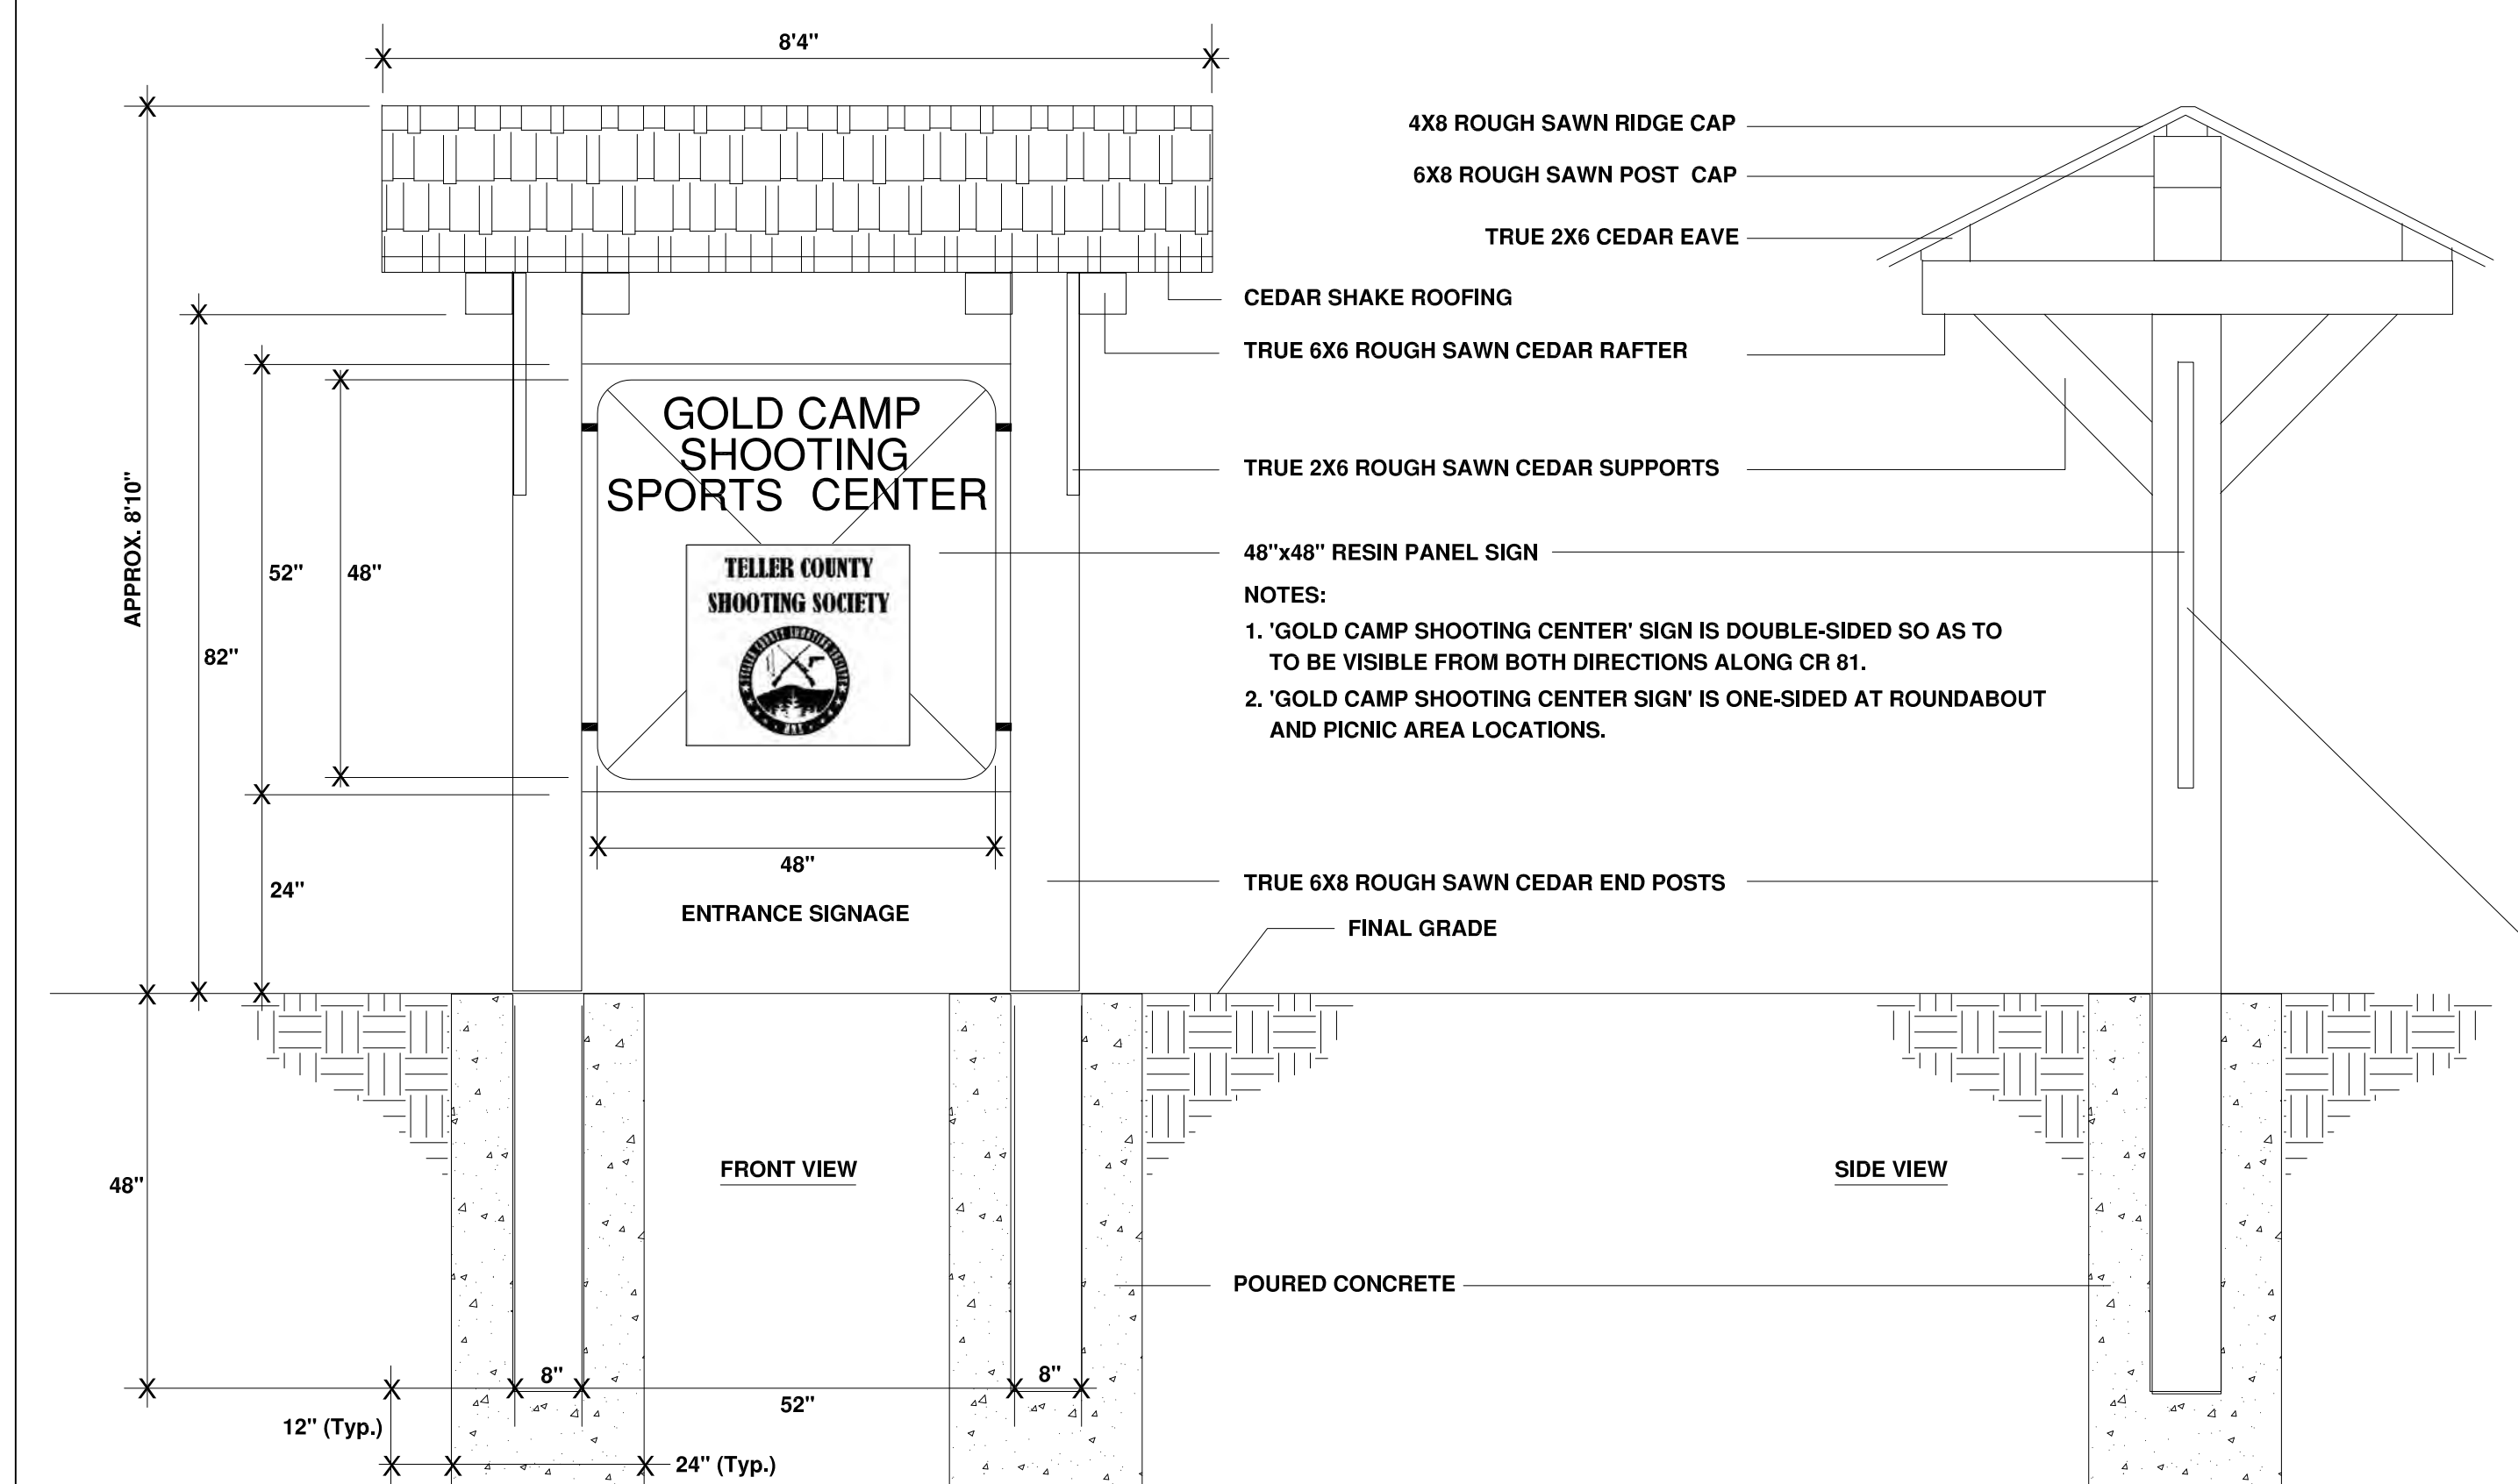 8'4"
4X8 ROUGH SAWN RIDGE CAP
6X8 ROUGH SAWN POST CAP
TRUE 2X6 CEDAR EAVE
CEDAR SHAKE ROOFING
TRUE 6X6 ROUGH SAWN CEDAR RAFTER
GOLD CAMP
SHOOTING
SPORTS CENTER
TRUE 2X6 ROUGH SAWN CEDAR SUPPORTS
APPROX. 8'10"
82"
52"
48"
24"
TELLER COUNTY
SHOOTING SOCIETY
48"x48" RESIN PANEL SIGN
NOTES:
1. 'GOLD CAMP SHOOTING CENTER' SIGN IS DOUBLE-SIDED SO AS TO
TO BE VISIBLE FROM BOTH DIRECTIONS ALONG CR 81.
2. 'GOLD CAMP SHOOTING CENTER SIGN' IS ONE-SIDED AT ROUNDABOUT
AND PICNIC AREA LOCATIONS.
48"
ENTRANCE SIGNAGE
TRUE 6X8 ROUGH SAWN CEDAR END POSTS
FINAL GRADE
48"
FRONT VIEW
SIDE VIEW
POURED CONCRETE
8"
8"
52"
12" (Typ.)
24" (Typ.)